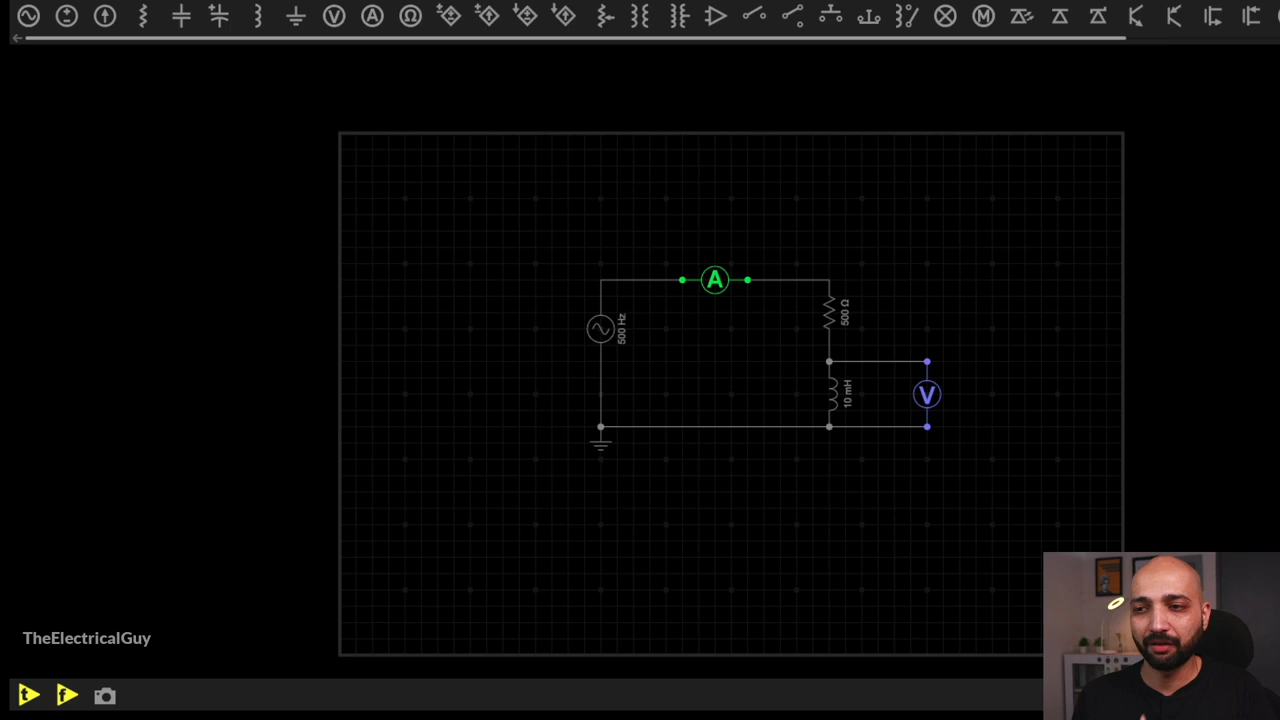 V A Ω
M
A
500 Hz
500 Ω
10 mH
V
TheElectricalGuy
t f